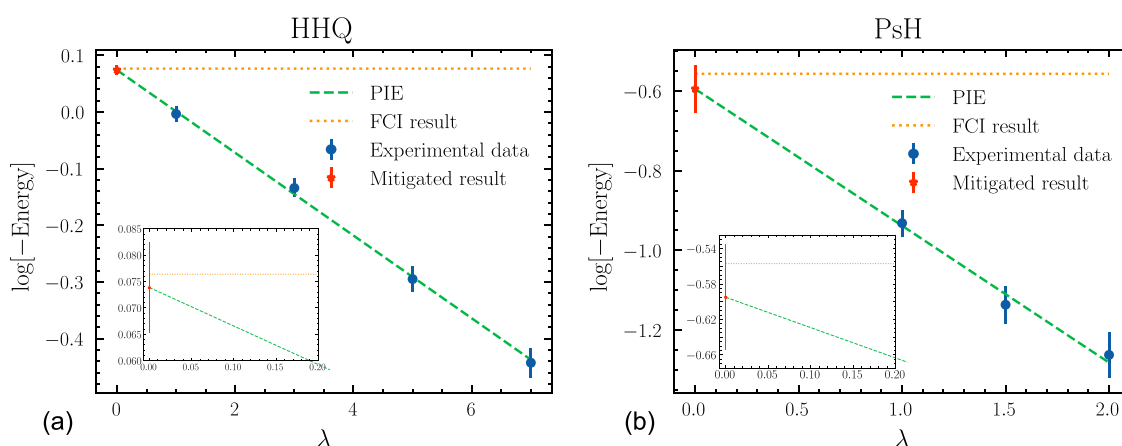 HHQ
0.1
0.0
−0.1
−0.2
−0.3
−0.4
log[−Energy]
PIE
FCI result
Experimental data
Mitigated result
0.085
0.080
0.075
0.070
0.065
0.060
0.00
0.05
0.10
0.15
0.20
0
2
4
6
λ
(a)
PsH
−0.6
−0.8
−1.0
−1.2
log[−Energy]
PIE
FCI result
Experimental data
Mitigated result
−0.54
−0.58
−0.62
−0.66
0.00
0.05
0.10
0.15
0.20
0.0
0.5
1.0
1.5
2.0
λ
(b)